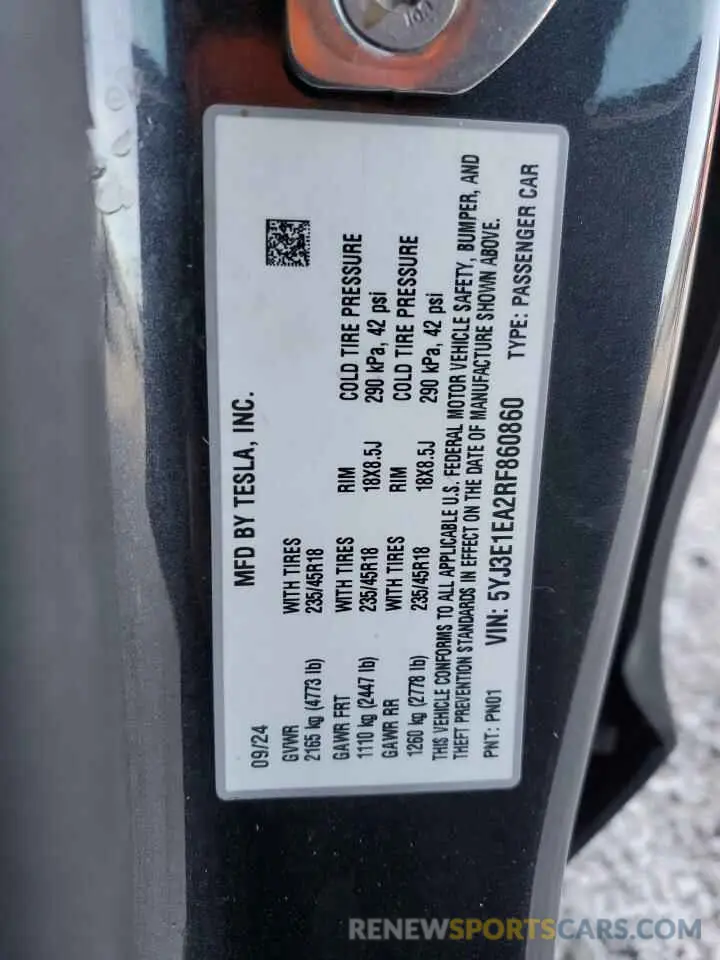 MFD BY TESLA, INC.
09/24
GVWR WITH TIRES RIM COLD TIRE PRESSURE
2165 kg (4773 lb) 235/45R18 18X8.5J 290 kPa, 42 psi
GAWR FRT WITH TIRES RIM COLD TIRE PRESSURE
1110 kg (2447 lb) 235/45R18 18X8.5J 290 kPa, 42 psi
GAWR RR WITH TIRES
1260 kg (2778 lb) 235/45R18
THIS VEHICLE CONFORMS TO ALL APPLICABLE U.S. FEDERAL MOTOR VEHICLE SAFETY, BUMPER, AND
THEFT PREVENTION STANDARDS IN EFFECT ON THE DATE OF MANUFACTURE SHOWN ABOVE.
PNT: PN01 VIN: 5YJ3E1EA2RF860860 TYPE: PASSENGER CAR
RENEWSPORTSCARS.COM